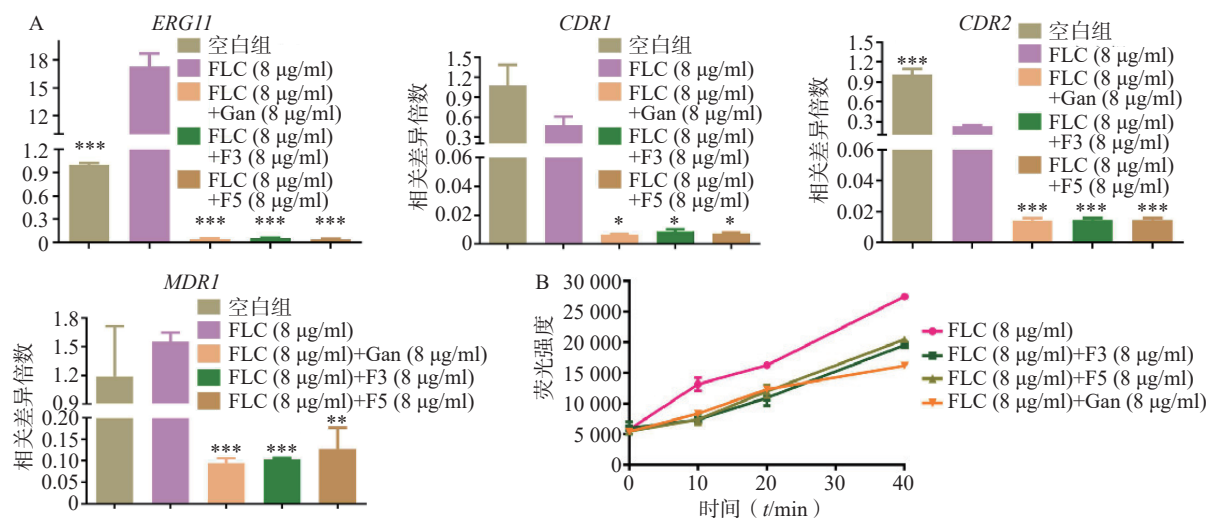 A
ERG11
相关差异倍数
18
15
12
1.2
0.9
0.6
0.3
0
***
***
***
***
空白组
FLC (8 μg/ml)
FLC (8 μg/ml)
+Gan (8 μg/ml)
FLC (8 μg/ml)
+F3 (8 μg/ml)
FLC (8 μg/ml)
+F5 (8 μg/ml)
CDR1
相关差异倍数
1.5
1.2
0.9
0.6
0.3
0.06
0.04
0.02
0
*
*
*
空白组
FLC (8 μg/ml)
FLC (8 μg/ml)
+Gan (8 μg/ml)
FLC (8 μg/ml)
+F3 (8 μg/ml)
FLC (8 μg/ml)
+F5 (8 μg/ml)
CDR2
相关差异倍数
1.5
1.2
0.9
0.6
0.3
0.06
0.04
0.02
0
***
***
***
***
空白组
FLC (8 μg/ml)
FLC (8 μg/ml)
+Gan (8 μg/ml)
FLC (8 μg/ml)
+F3 (8 μg/ml)
FLC (8 μg/ml)
+F5 (8 μg/ml)
MDR1
相关差异倍数
1.8
1.5
1.2
0.9
0.20
0.15
0.10
0.05
0
***
***
**
空白组
FLC (8 μg/ml)
FLC (8 μg/ml)+Gan (8 μg/ml)
FLC (8 μg/ml)+F3 (8 μg/ml)
FLC (8 μg/ml)+F5 (8 μg/ml)
B
荧光强度
30 000
25 000
20 000
15 000
10 000
5 000
0
0
10
20
30
40
时间（t/min）
FLC (8 μg/ml)
FLC (8 μg/ml)+F3 (8 μg/ml)
FLC (8 μg/ml)+F5 (8 μg/ml)
FLC (8 μg/ml)+Gan (8 μg/ml)